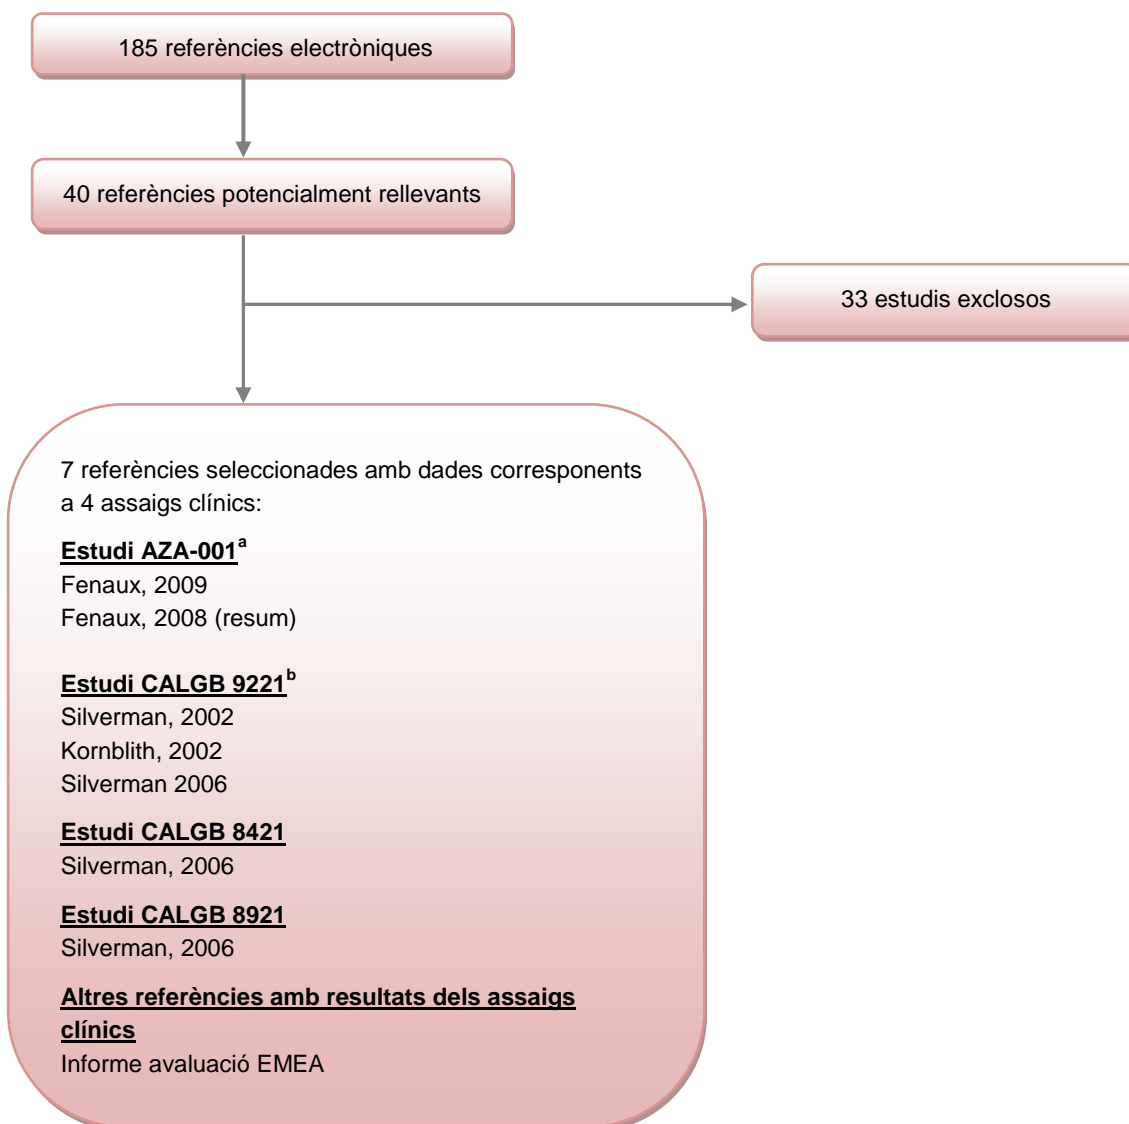 185 referències electròniques
40 referències potencialment rellevants
33 estudis exclosos
7 referències seleccionades amb dades corresponents
a 4 assaigs clínics:
Estudi AZA-001a
Fenaux, 2009
Fenaux, 2008 (resum)
Estudi CALGB 9221b
Silverman, 2002
Kornblith, 2002
Silverman 2006
Estudi CALGB 8421
Silverman, 2006
Estudi CALGB 8921
Silverman, 2006
Altres referències amb resultats dels assaigs
clínics
Informe avaluació EMEA